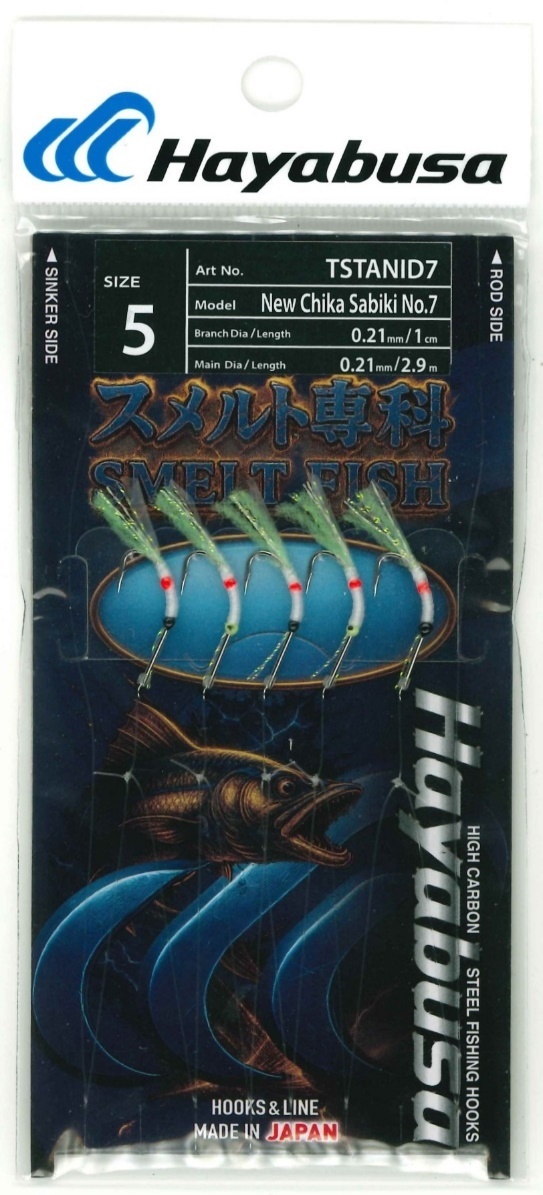 Hayabusa
◀ SINKER SIDE
SIZE
5
Art No. TSTANID7
Model New Chika Sabiki No.7
Branch Dia / Length 0.21mm/1cm
Main Dia / Length 0.21mm/2.9m
◀ ROD SIDE
スメルト専科
SMELT FISH
Hayabusa
HIGH CARBON STEEL FISHING HOOKS
HOOKS & LINE
MADE IN JAPAN